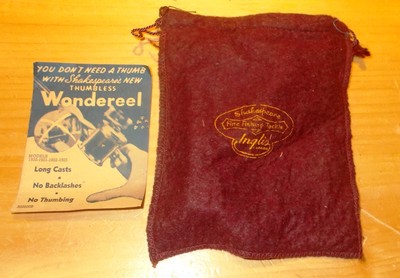 YOU DON'T NEED A THUMB
WITH Shakespeare's NEW
THUMBLESS
Wondereel
MODELS
Long Casts
No Backlashes
No Thumbing
Shakespeare
Fine Fishing Tackle
Inglis